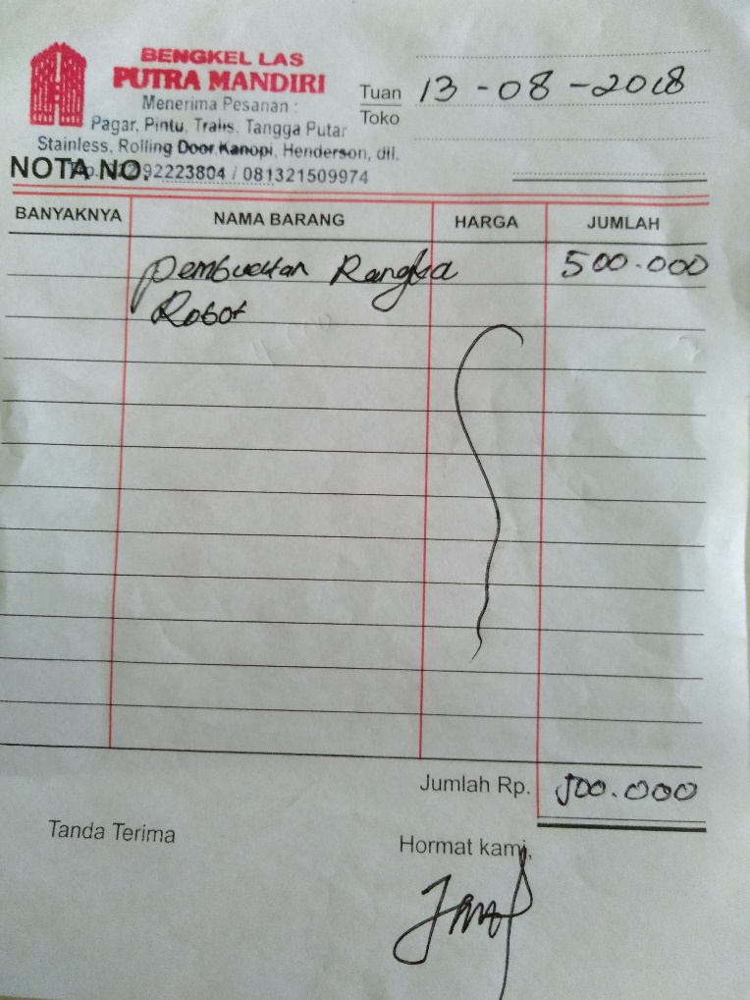 BENGKEL LAS
PUTRA MANDIRI
Menerima Pesanan :
Pagar, Pintu, Tralis, Tangga Putar
Stainless, Rolling Door, Kanopi, Henderson, dll.
Tuan 13 - 08 - 2018
Toko
NOTA NO. 92223804 / 081321509974
BANYAKNYA NAMA BARANG HARGA JUMLAH
Pembuatan Rangka 500.000
Robot
Jumlah Rp. 500.000
Tanda Terima
Hormat kami,